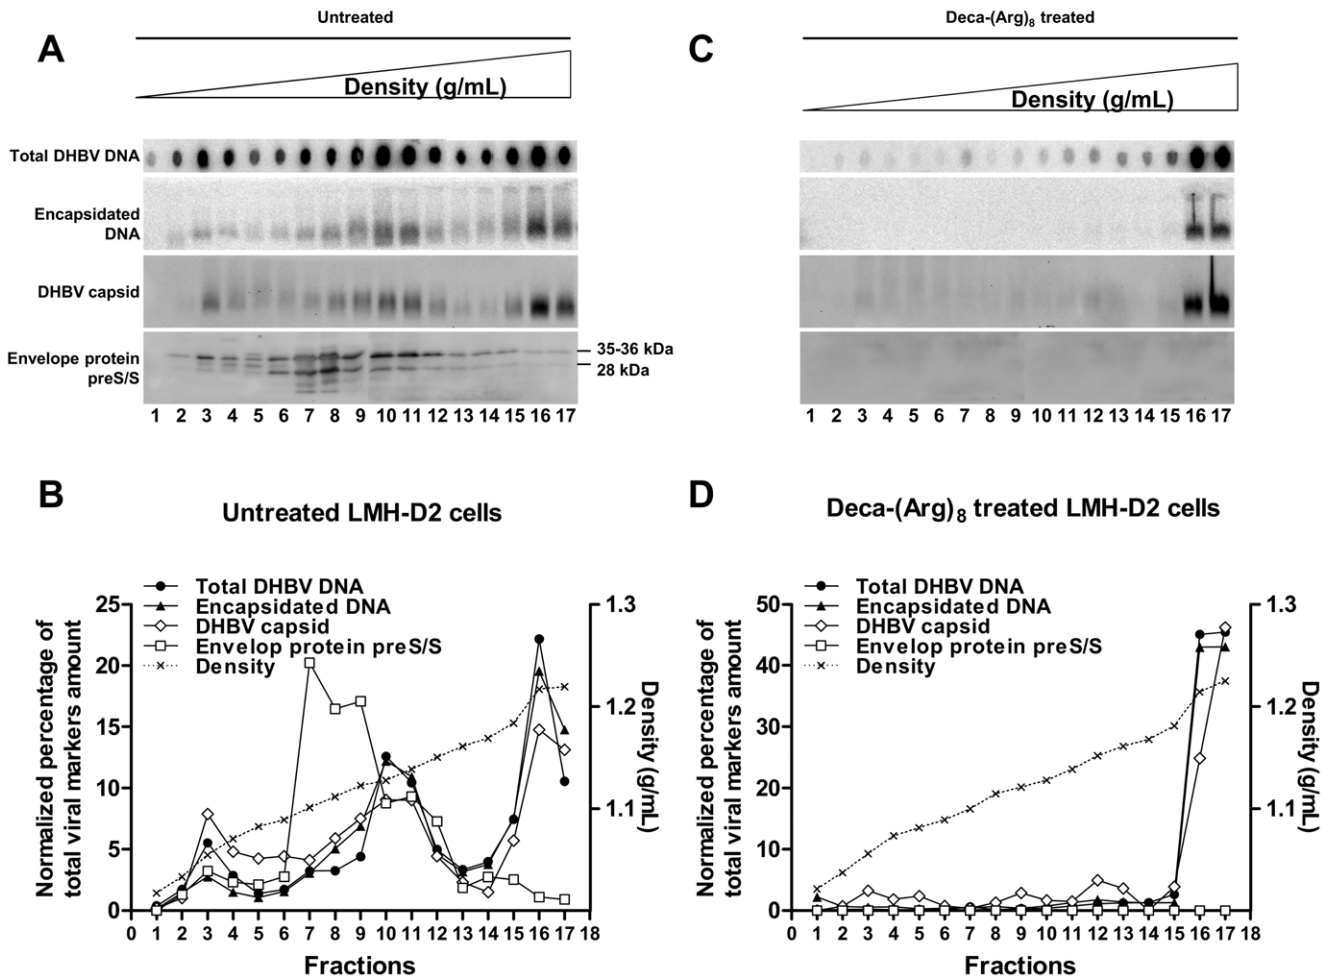 Untreated
A
Density (g/mL)
Total DHBV DNA
Encapsidated
DNA
DHBV capsid
Envelope protein
preS/S
35-36 kDa
28 kDa
1 2 3 4 5 6 7 8 9 10 11 12 13 14 15 16 17
Deca-(Arg)8 treated
C
Density (g/mL)
1 2 3 4 5 6 7 8 9 10 11 12 13 14 15 16 17
B
Untreated LMH-D2 cells
Total DHBV DNA
Encapsidated DNA
DHBV capsid
Envelop protein preS/S
Density
Normalized percentage of
total viral markers amount
25
20
15
10
5
0
1.3
1.2
1.1
Density (g/mL)
0 1 2 3 4 5 6 7 8 9 10 11 12 13 14 15 16 17 18
Fractions
D
Deca-(Arg)8 treated LMH-D2 cells
Total DHBV DNA
Encapsidated DNA
DHBV capsid
Envelop protein preS/S
Density
Normalized percentage of
total viral markers amount
50
40
30
20
10
0
1.3
1.2
1.1
Density (g/mL)
0 1 2 3 4 5 6 7 8 9 10 11 12 13 14 15 16 17 18
Fractions